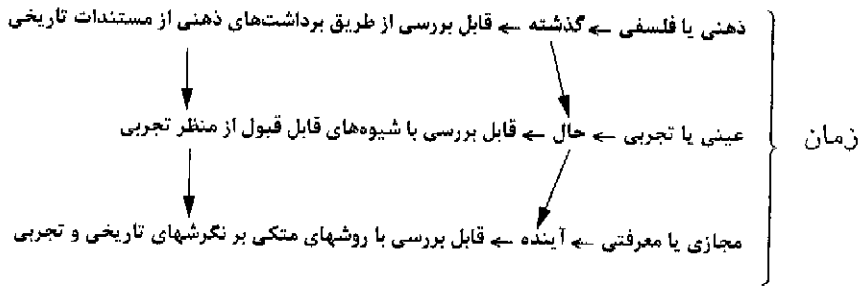 زمان
ذهنی یا فلسفی ← گذشته ← قابل بررسی از طریق برداشت‌های ذهنی از مستندات تاریخی
عینی یا تجربی ← حال ← قابل بررسی با شیوه‌های قابل قبول از منظر تجربی
مجازی یا معرفتی ← آینده ← قابل بررسی با روشهای متکی بر نگرشهای تاریخی و تجربی